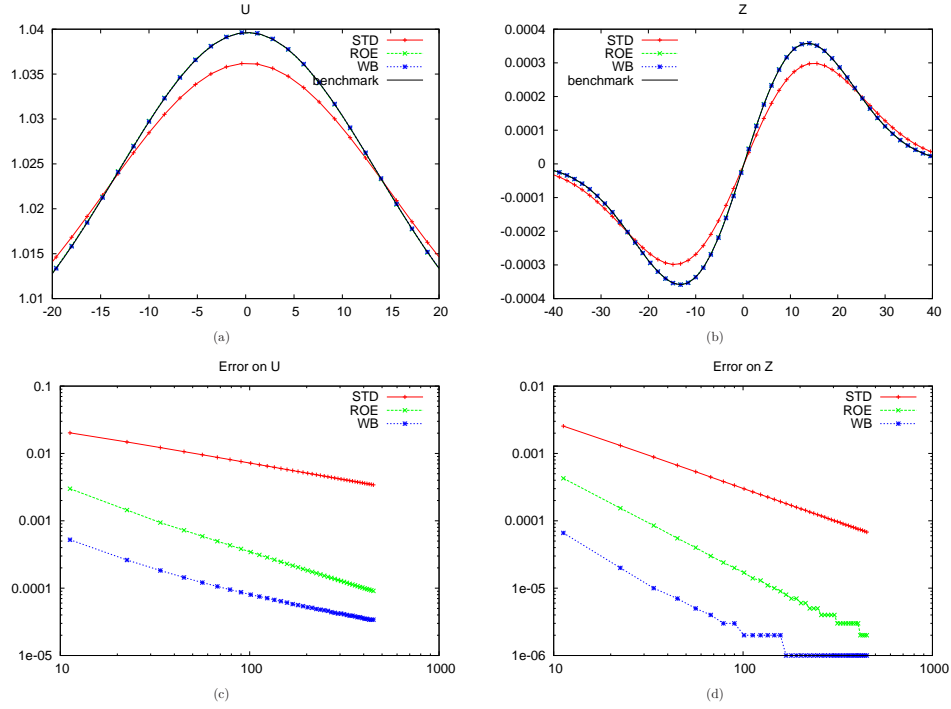 U
1.04
1.035
1.03
1.025
1.02
1.015
1.01
-20 -15 -10 -5 0 5 10 15 20
STD
ROE
WB
benchmark
(a)
Z
0.0004
0.0003
0.0002
0.0001
0
-0.0001
-0.0002
-0.0003
-0.0004
-40 -30 -20 -10 0 10 20 30 40
STD
ROE
WB
benchmark
(b)
Error on U
0.1
0.01
0.001
0.0001
1e-05
10 100 1000
STD
ROE
WB
(c)
Error on Z
0.01
0.001
0.0001
1e-05
1e-06
10 100 1000
STD
ROE
WB
(d)